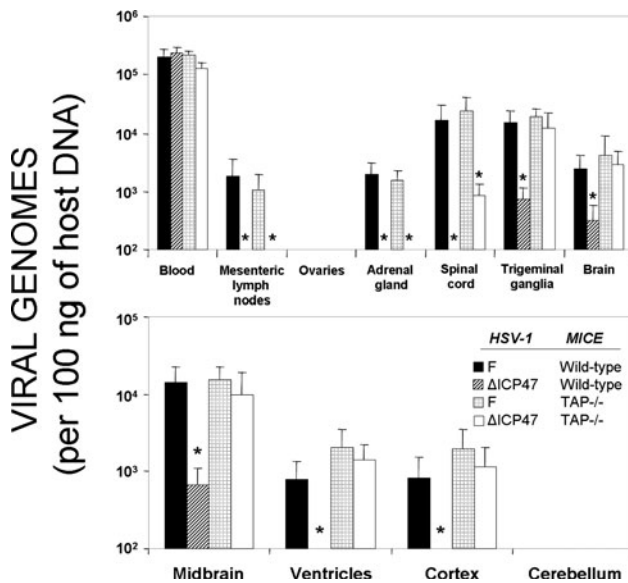 VIRAL GENOMES
(per 100 ng of host DNA)
10⁶
10⁵
10⁴
10³
10²
* * * * * * * *
Blood Mesenteric lymph nodes Ovaries Adrenal gland Spinal cord Trigeminal ganglia Brain
10⁵
10⁴
10³
10²
HSV-1 MICE
F Wild-type
ΔICP47 Wild-type
F TAP-/-
ΔICP47 TAP-/-
* * *
Midbrain Ventricles Cortex Cerebellum